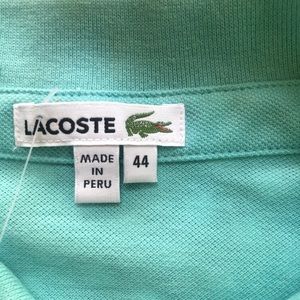 LACOSTE
MADE
IN
PERU
44